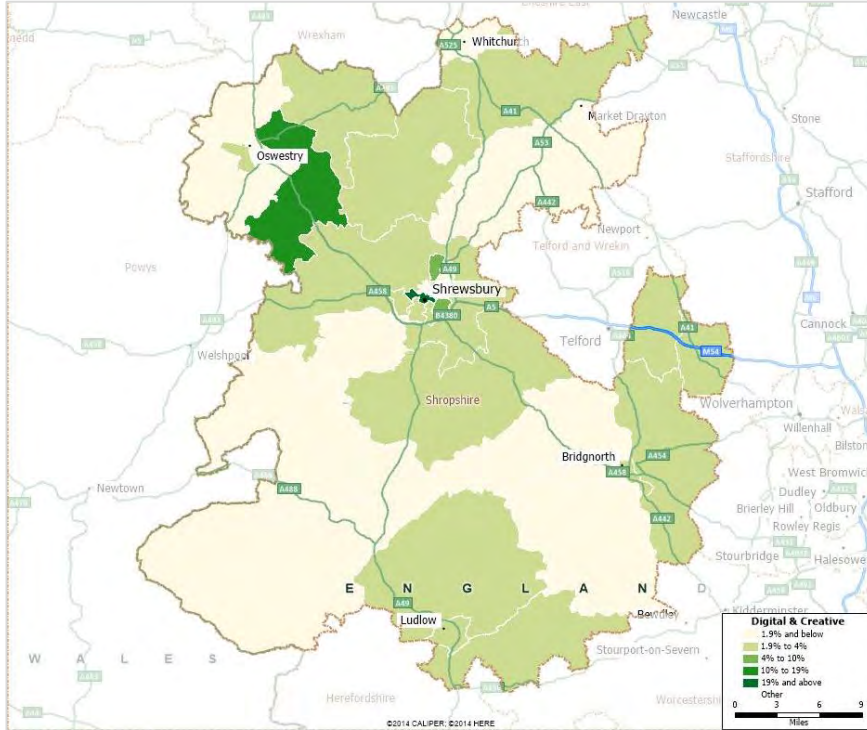 Newcastle
Wrexham
Whitchurch
A525
A41
Market Drayton
Stone
A53
Oswestry
Staffordshire
Stafford
A442
Newport
Telford and Wrekin
Powys
A49
Shrewsbury
A458
A5
B4380
Telford
A41
Cannock
M54
Welshpool
Wolverhampton
Shropshire
Willenhall
Bilston
Bridgnorth
A454
A458
West Bromwich
Newtown
A488
Dudley
Brierley Hill
Oldbury
A442
Rowley Regis
Stourbridge
Halesowen
E N G L A N D
A49
Ludlow
Bewdley
Kidderminster
Stourport-on-Severn
W A L E S
Herefordshire
Worcestershire
Digital & Creative
1.9% and below
1.9% to 4%
4% to 10%
10% to 19%
19% and above
Other
0 3 6 9
Miles
©2014 CALIPER; ©2014 HERE